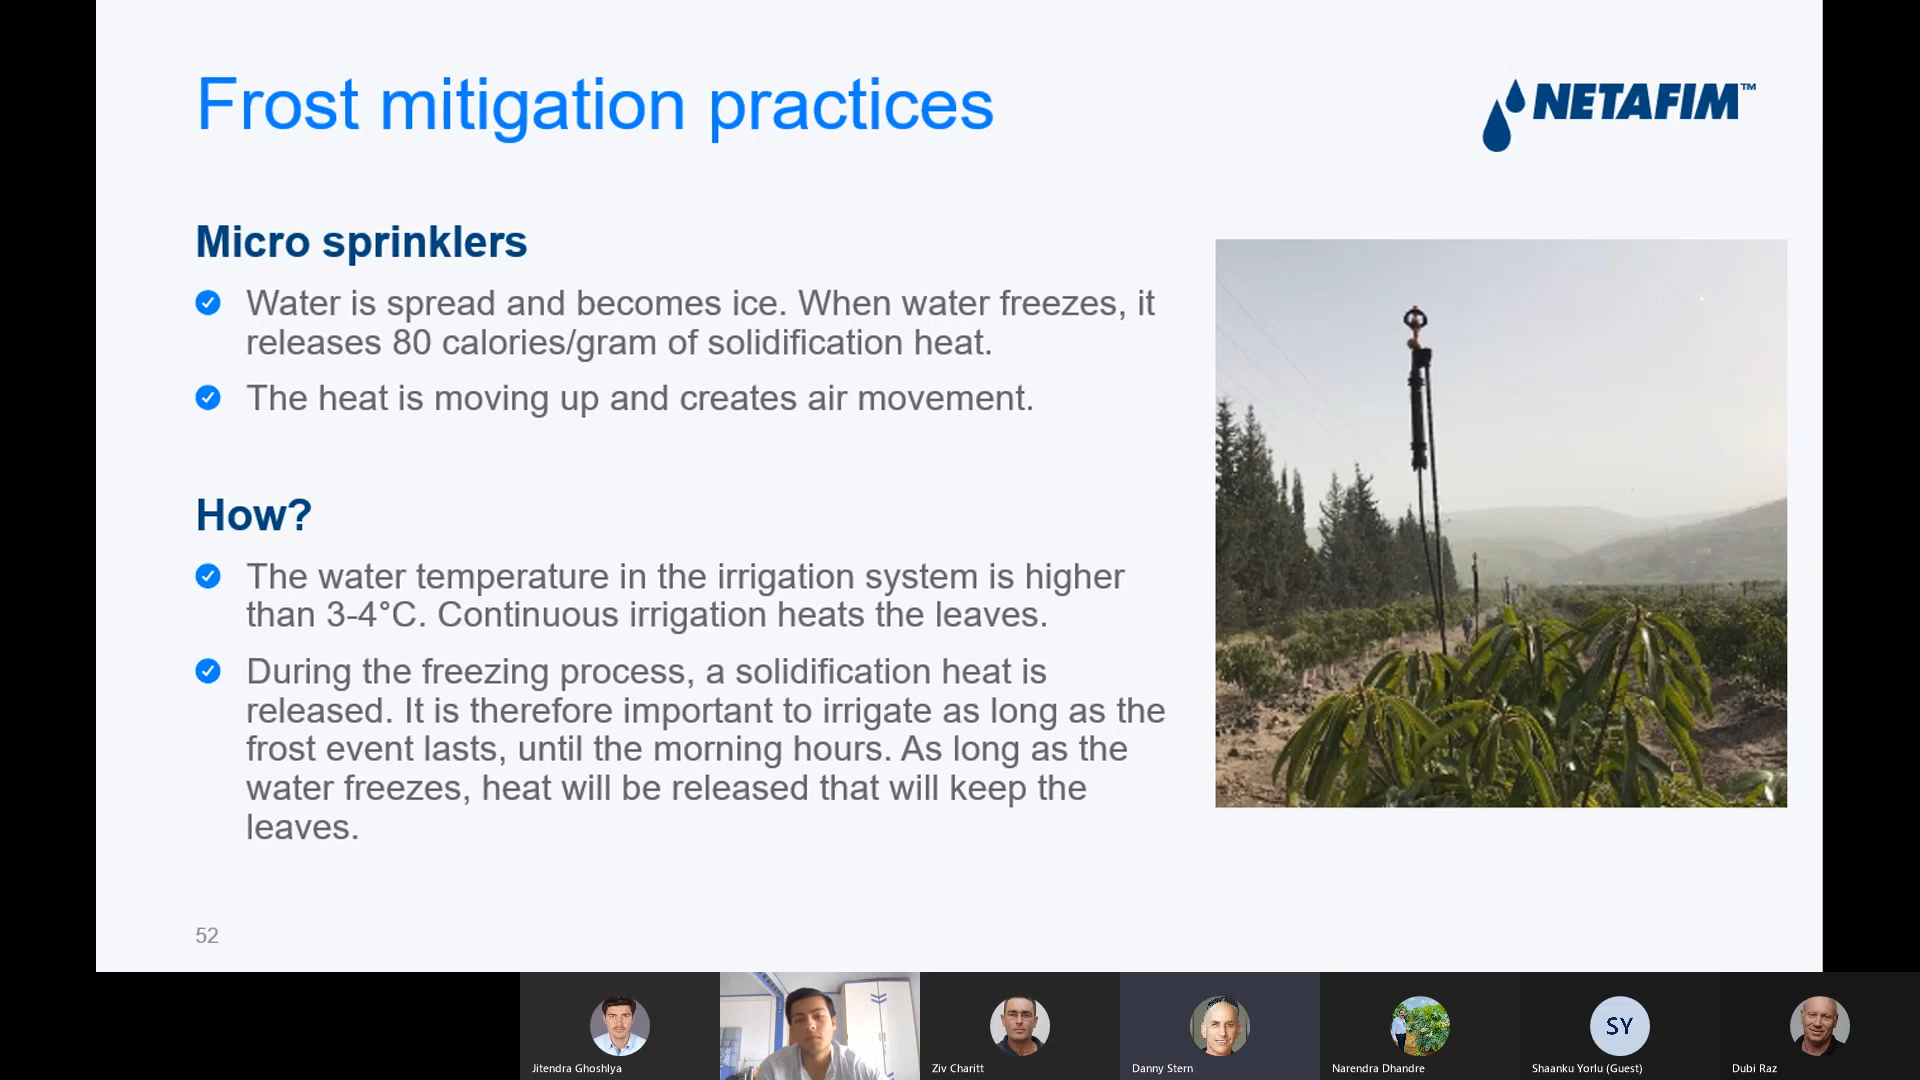 Frost mitigation practices
NETAFIM™
Micro sprinklers
Water is spread and becomes ice. When water freezes, it
releases 80 calories/gram of solidification heat.
The heat is moving up and creates air movement.
How?
The water temperature in the irrigation system is higher
than 3-4°C. Continuous irrigation heats the leaves.
During the freezing process, a solidification heat is
released. It is therefore important to irrigate as long as the
frost event lasts, until the morning hours. As long as the
water freezes, heat will be released that will keep the
leaves.
52
SY
Jitendra Ghoshlya
Ziv Charitt
Danny Stern
Narendra Dhandre
Shaanku Yorlu (Guest)
Dubi Raz